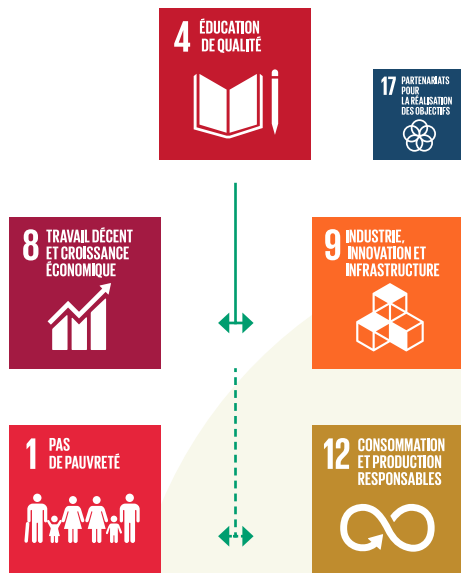 4 ÉDUCATION
DE QUALITÉ
17 PARTENARIATS
POUR
LA RÉALISATION
DES OBJECTIFS
8 TRAVAIL DÉCENT
ET CROISSANCE
ÉCONOMIQUE
9 INDUSTRIE,
INNOVATION ET
INFRASTRUCTURE
1 PAS
DE PAUVRETÉ
12 CONSOMMATION
ET PRODUCTION
RESPONSABLES